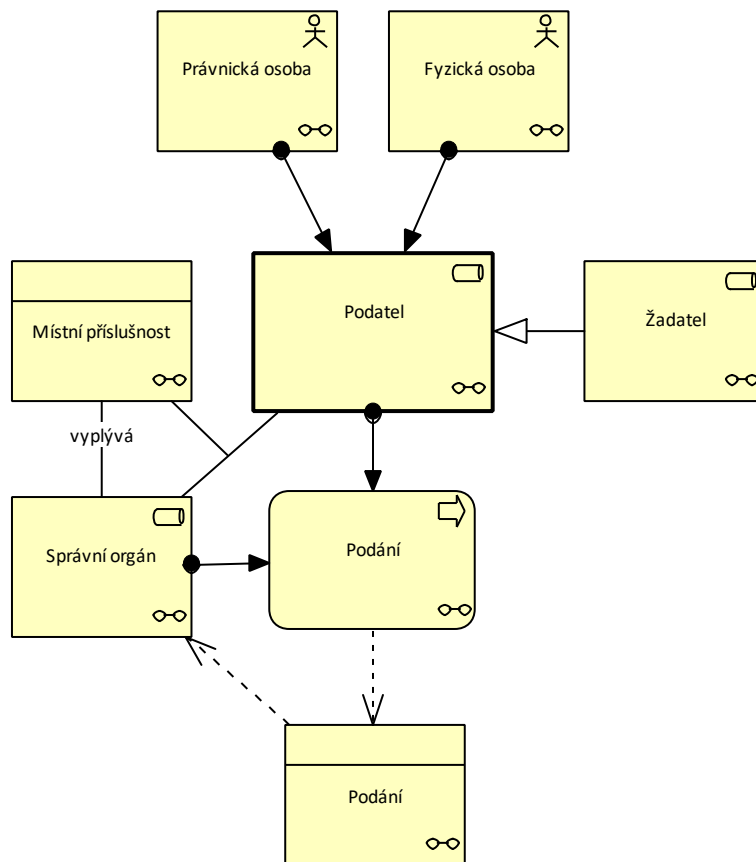 Právnická osoba
Fyzická osoba
Podatel
Žadatel
Místní příslušnost
vyplývá
Správní orgán
Podání
Podání